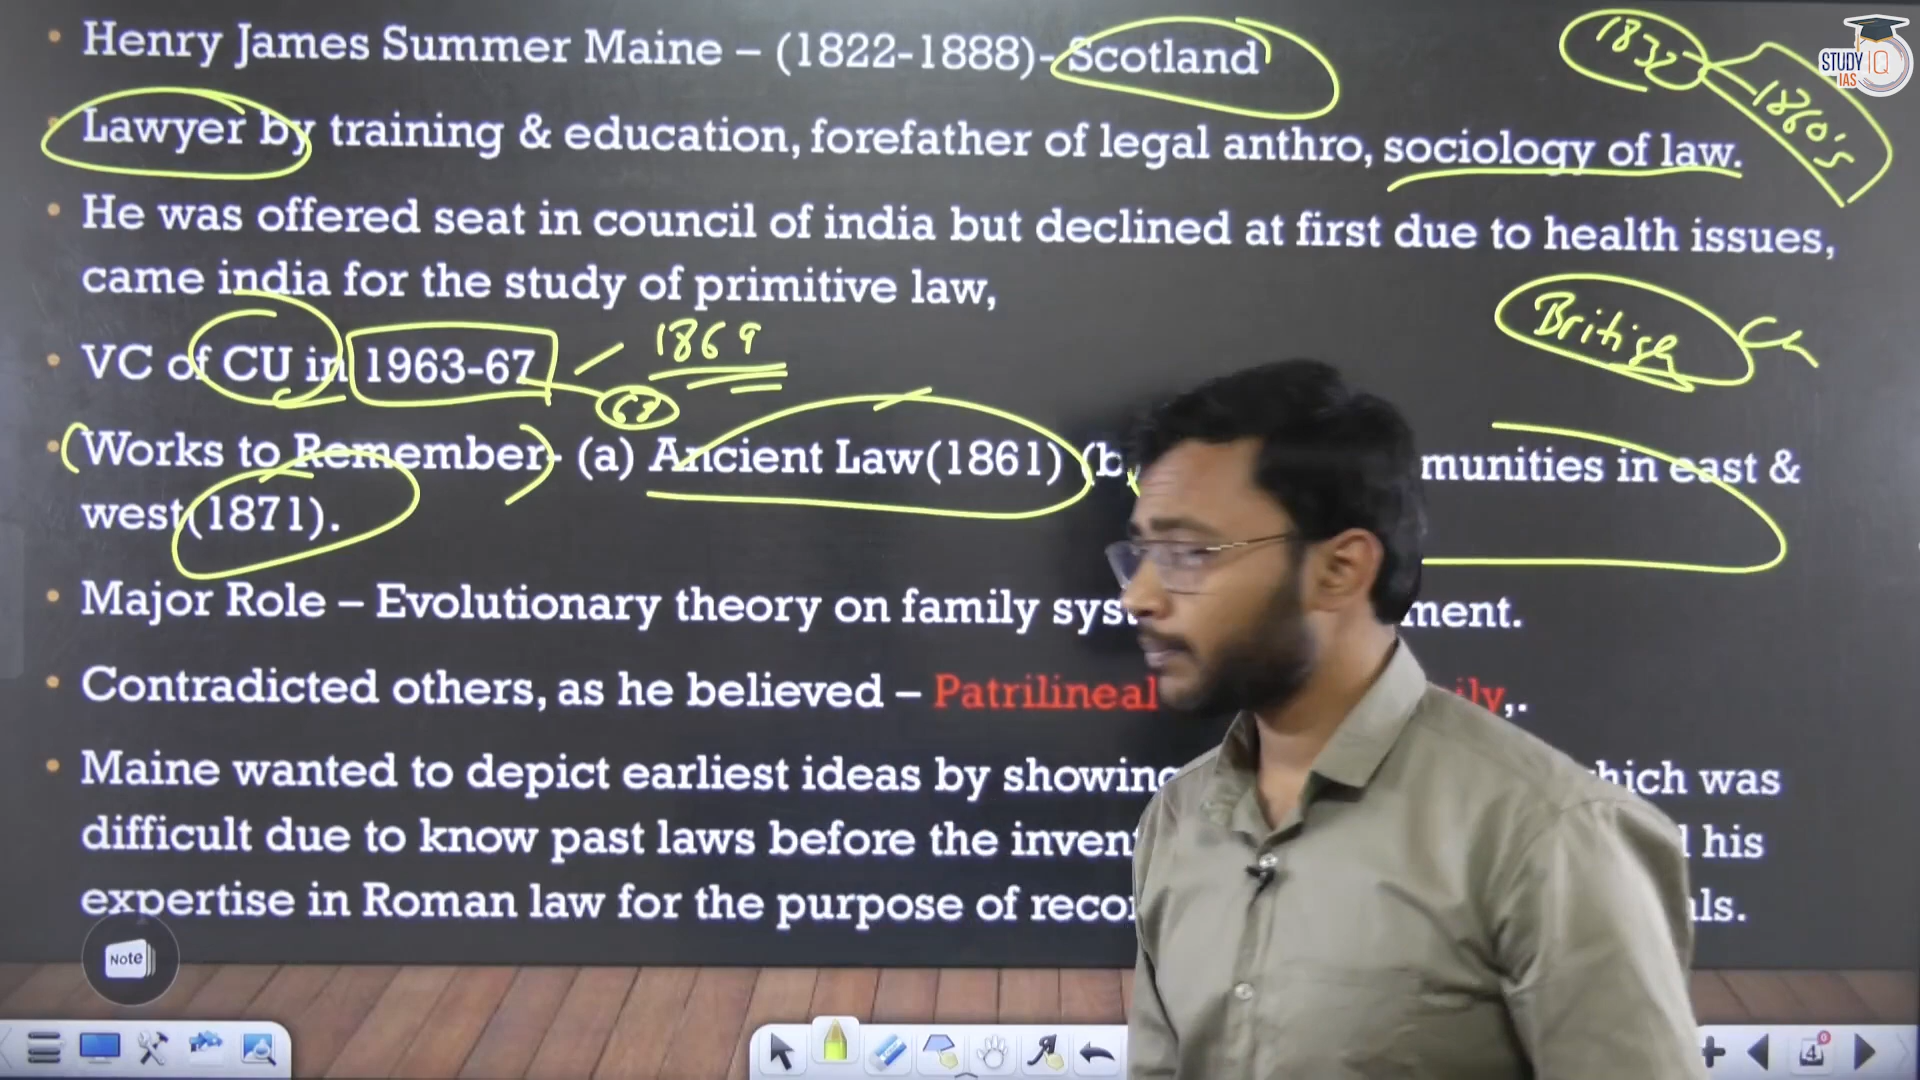 • Henry James Summer Maine – (1822-1888)- Scotland
1832
1860's
STUDY IQ
IAS
• Lawyer by training & education, forefather of legal anthro, sociology of law.
• He was offered seat in council of india but declined at first due to health issues,
came india for the study of primitive law,
British
• VC of CU in 1963-67
1869
• Works to Remember- (a) Ancient Law(1861) (b munities in east &
west(1871).
• Major Role – Evolutionary theory on family sys ment.
• Contradicted others, as he believed – Patrilineal ily,.
• Maine wanted to depict earliest ideas by showing hich was
difficult due to know past laws before the inven his
expertise in Roman law for the purpose of reco ls.
Note
4
0